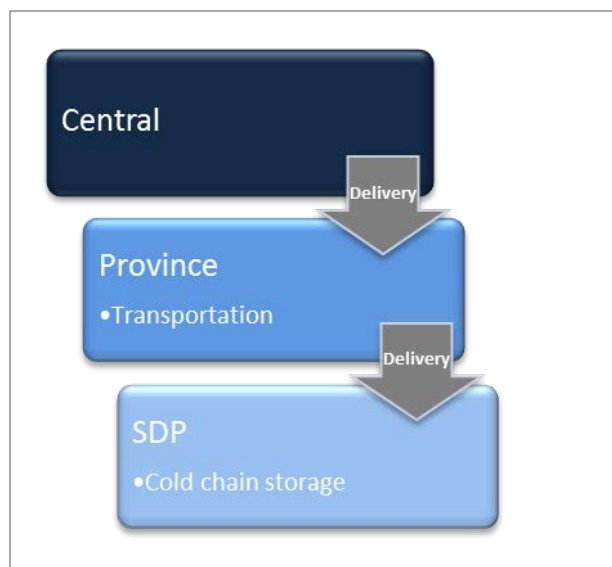 Central
Delivery
Province
•Transportation
Delivery
SDP
•Cold chain storage